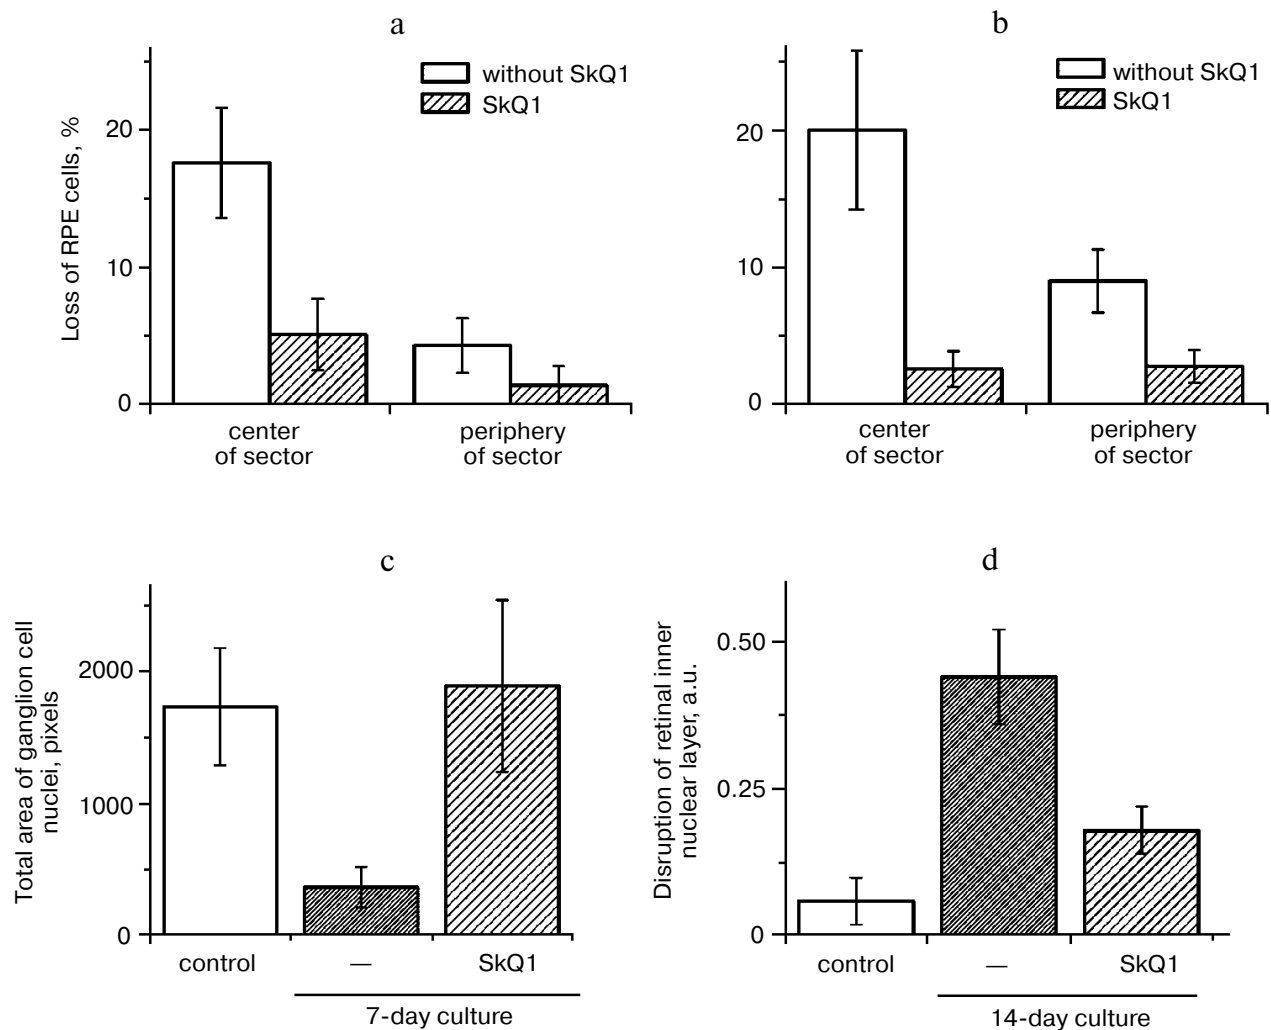 a
without SkQ1
SkQ1
Loss of RPE cells, %
20
10
0
center
of sector
periphery
of sector
b
without SkQ1
SkQ1
20
10
0
center
of sector
periphery
of sector
c
Total area of ganglion cell
nuclei, pixels
2000
1000
0
control
—
SkQ1
7-day culture
d
Disruption of retinal inner
nuclear layer, a.u.
0.50
0.25
0
control
—
SkQ1
14-day culture